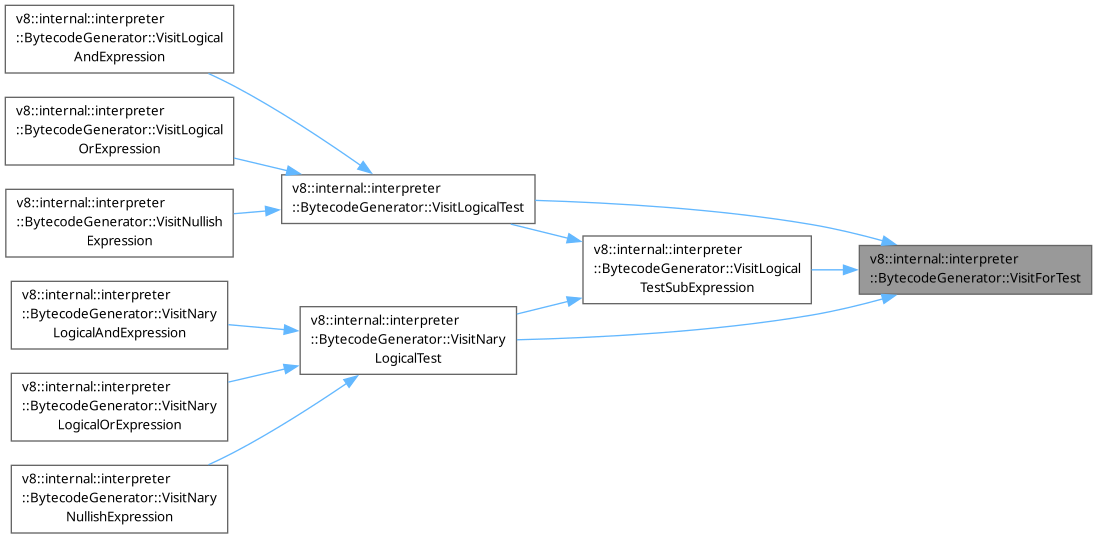 v8::internal::interpreter
::BytecodeGenerator::VisitLogical
AndExpression
v8::internal::interpreter
::BytecodeGenerator::VisitLogical
OrExpression
v8::internal::interpreter
::BytecodeGenerator::VisitNullish
Expression
v8::internal::interpreter
::BytecodeGenerator::VisitNary
LogicalAndExpression
v8::internal::interpreter
::BytecodeGenerator::VisitNary
LogicalOrExpression
v8::internal::interpreter
::BytecodeGenerator::VisitNary
NullishExpression
v8::internal::interpreter
::BytecodeGenerator::VisitLogicalTest
v8::internal::interpreter
::BytecodeGenerator::VisitNary
LogicalTest
v8::internal::interpreter
::BytecodeGenerator::VisitLogical
TestSubExpression
v8::internal::interpreter
::BytecodeGenerator::VisitForTest